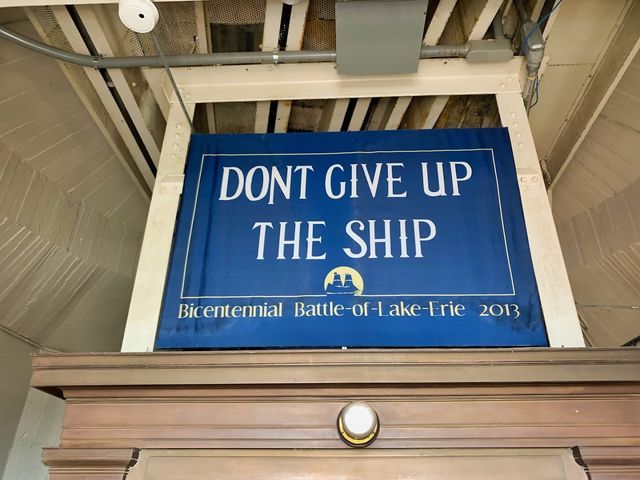 DONT GIVE UP
THE SHIP
Bicentennial Battle-of-Lake-Erie 2013